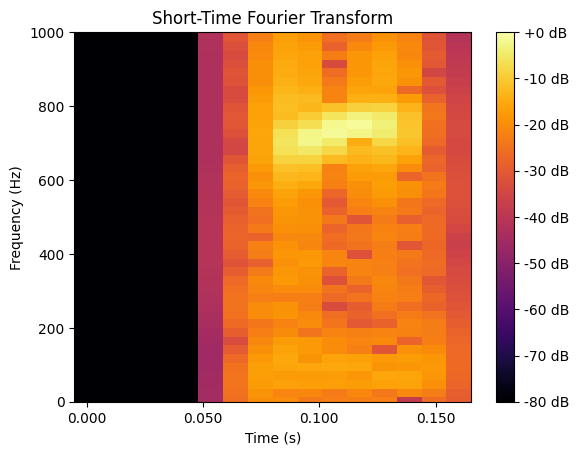 Short-Time Fourier Transform
1000
800
600
400
200
0
Frequency (Hz)
0.000
0.050
0.100
0.150
Time (s)
+0 dB
-10 dB
-20 dB
-30 dB
-40 dB
-50 dB
-60 dB
-70 dB
-80 dB